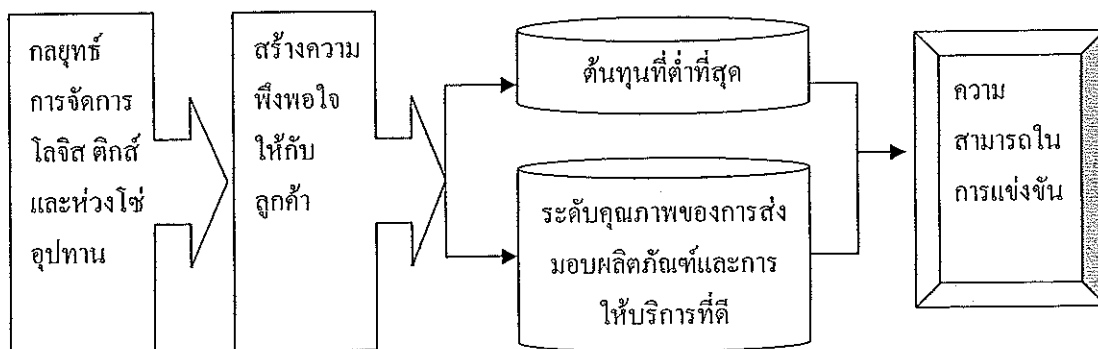 กลยุทธ์
การจัดการ
โลจิส ติกส์
และห่วงโซ่
อุปทาน
สร้างความ
พึงพอใจ
ให้กับ
ลูกค้า
ต้นทุนที่ต่ำที่สุด
ระดับคุณภาพของการส่ง
มอบผลิตภัณฑ์และการ
ให้บริการที่ดี
ความ
สามารถใน
การแข่งขัน